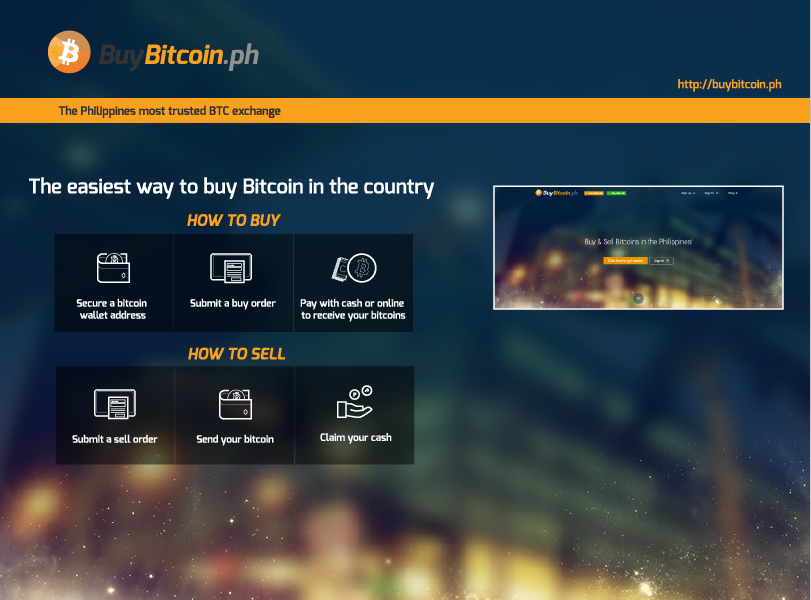 BuyBitcoin.ph
http://buybitcoin.ph
The Philippines most trusted BTC exchange
The easiest way to buy Bitcoin in the country
HOW TO BUY
Secure a bitcoin
wallet address
Submit a buy order
Pay with cash or online
to receive your bitcoins
HOW TO SELL
Submit a sell order
Send your bitcoin
Claim your cash
BuyBitcoin.ph
Buy & Sell Bitcoins in the Philippines!
Sign in